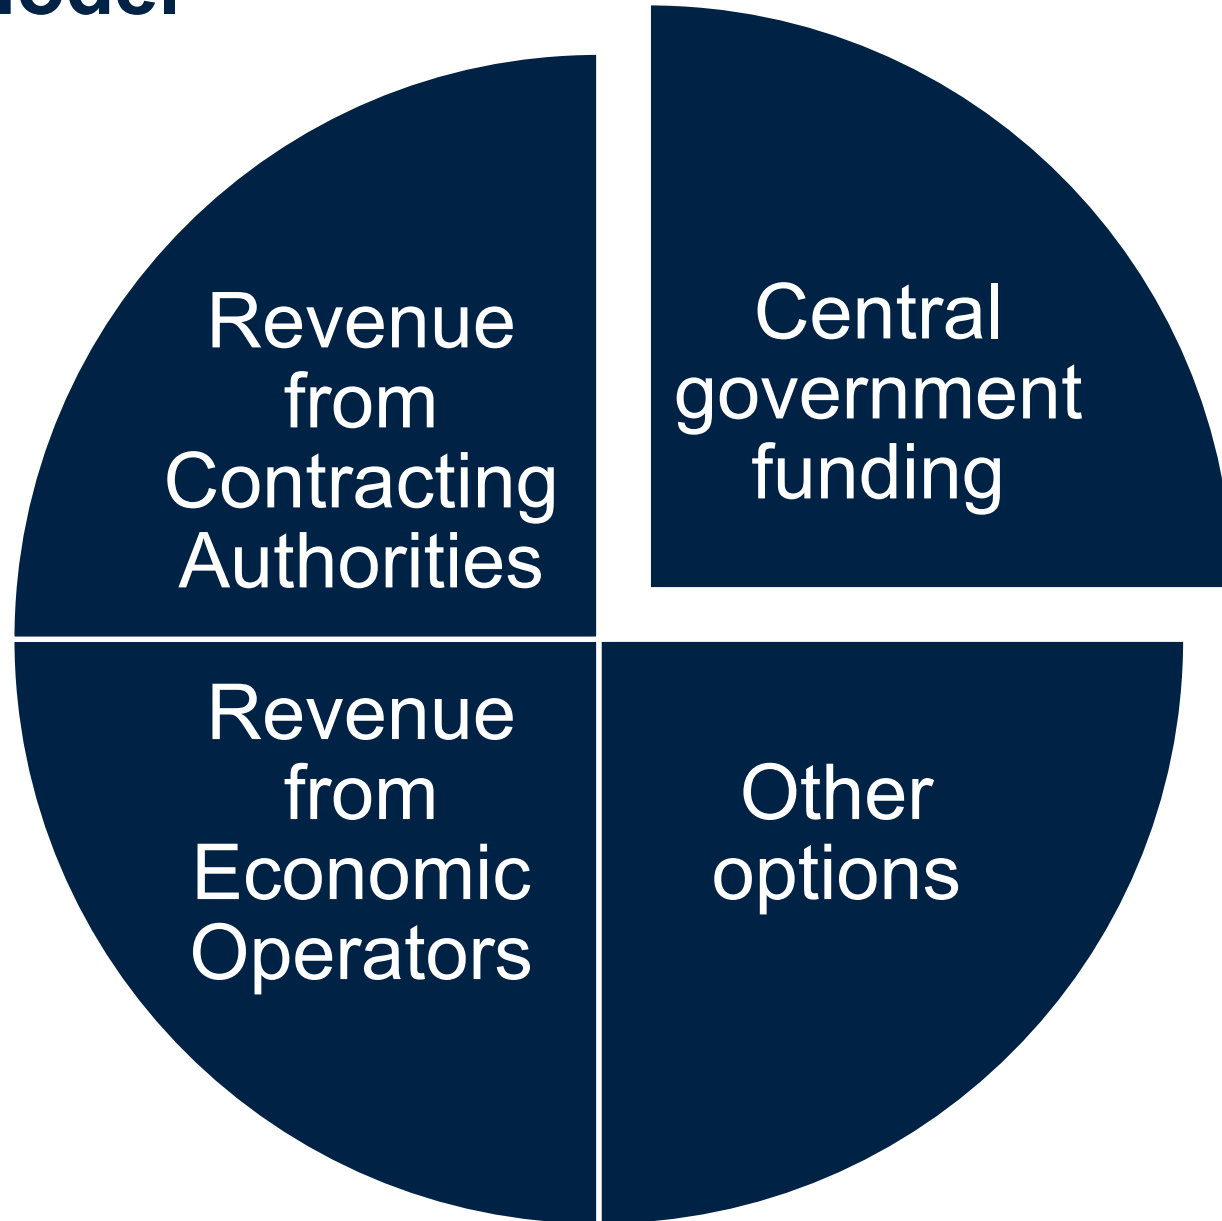 Revenue
from
Contracting
Authorities
Central
government
funding
Revenue
from
Economic
Operators
Other
options